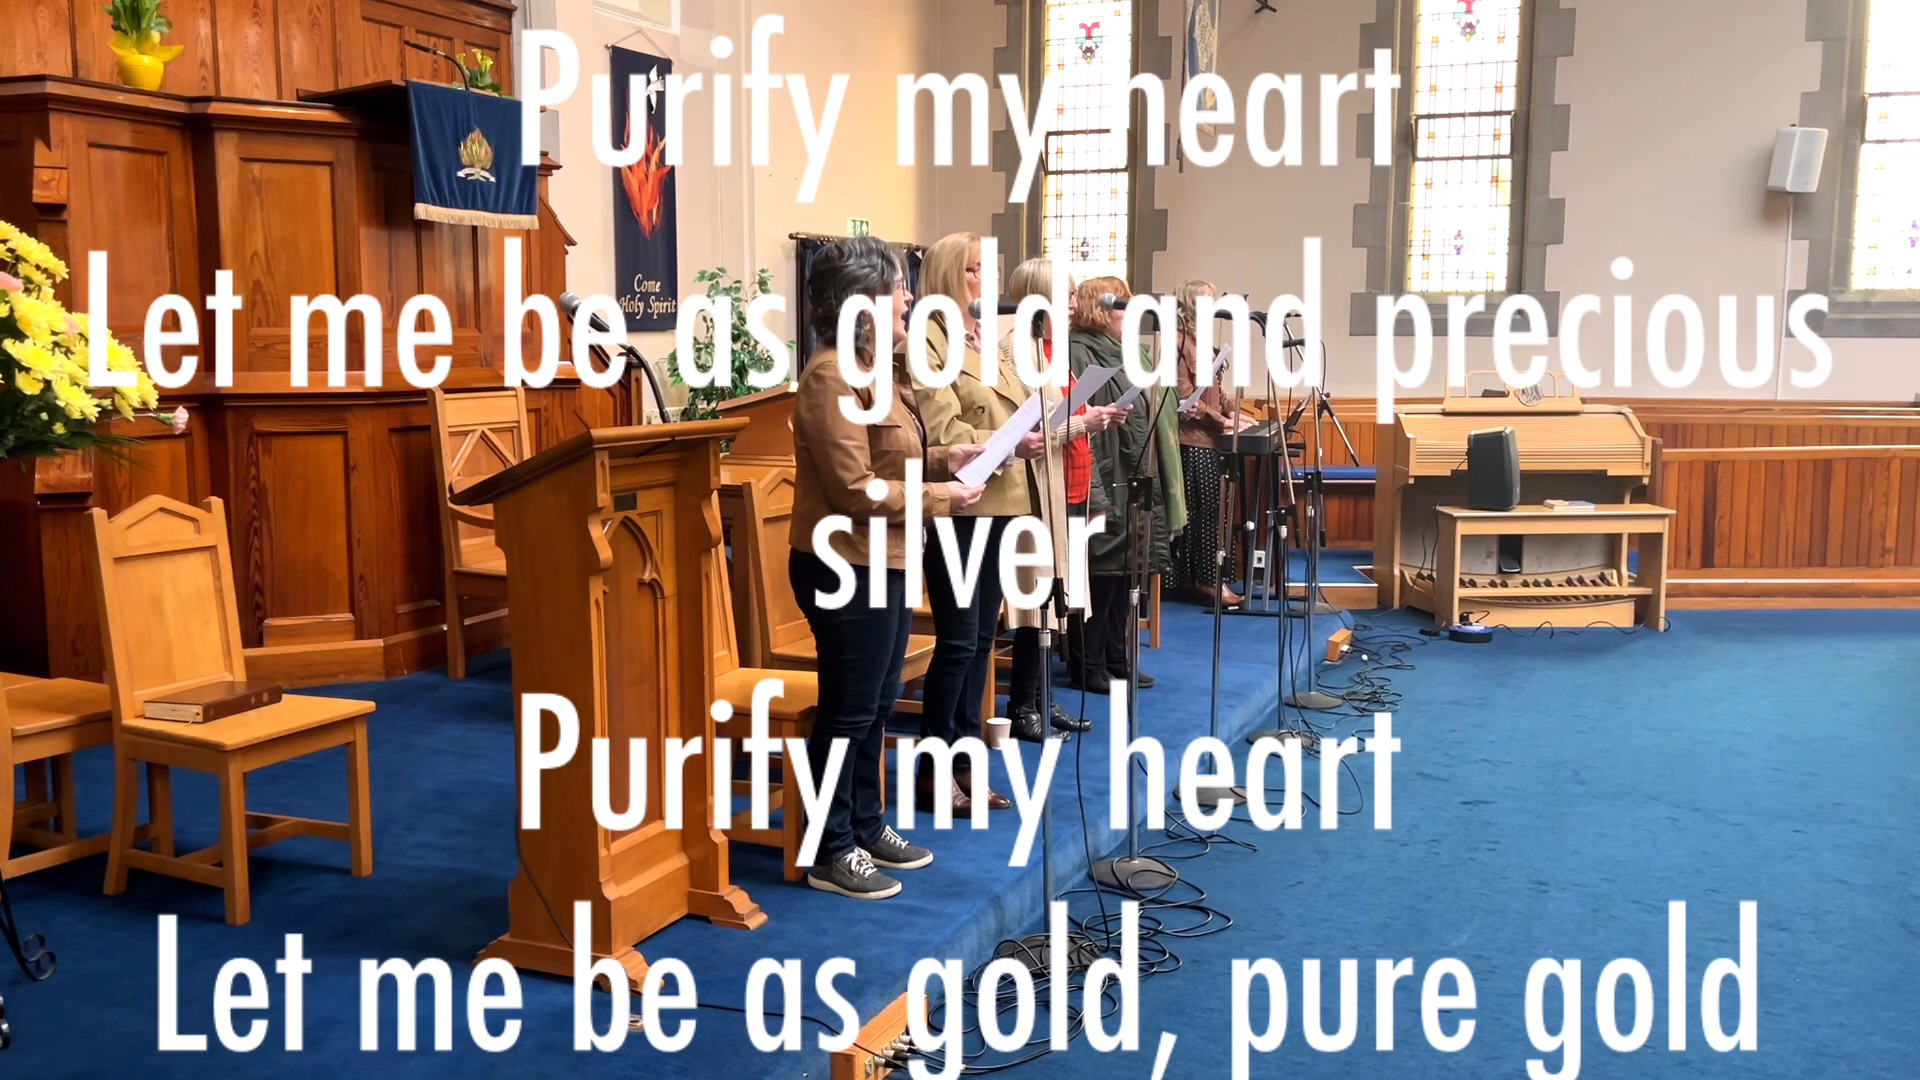 Purify my heart
Let me be as gold and precious
silver
Purify my heart
Let me be as gold, pure gold
Come
Holy Spirit